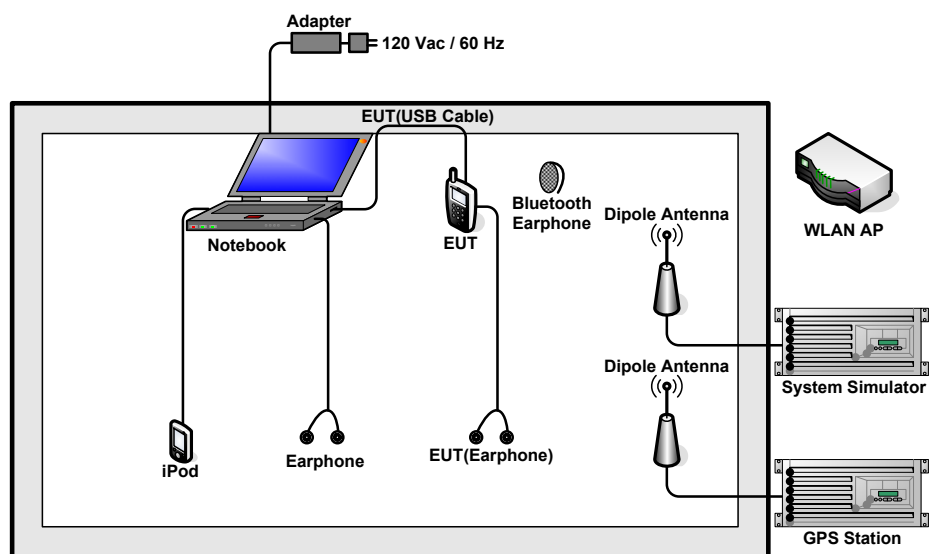 Adapter
120 Vac / 60 Hz
EUT(USB Cable)
Bluetooth
Earphone
Dipole Antenna
WLAN AP
Notebook
EUT
System Simulator
Dipole Antenna
iPod
Earphone
EUT(Earphone)
GPS Station